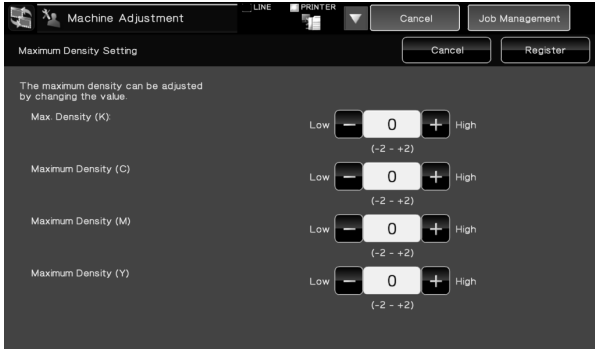 Machine Adjustment
LINE
PRINTER
Cancel
Job Management
Maximum Density Setting
Cancel
Register
The maximum density can be adjusted
by changing the value.
Max. Density (K):
Low − 0 + High
(-2 - +2)
Maximum Density (C)
Low − 0 + High
(-2 - +2)
Maximum Density (M)
Low − 0 + High
(-2 - +2)
Maximum Density (Y)
Low − 0 + High
(-2 - +2)